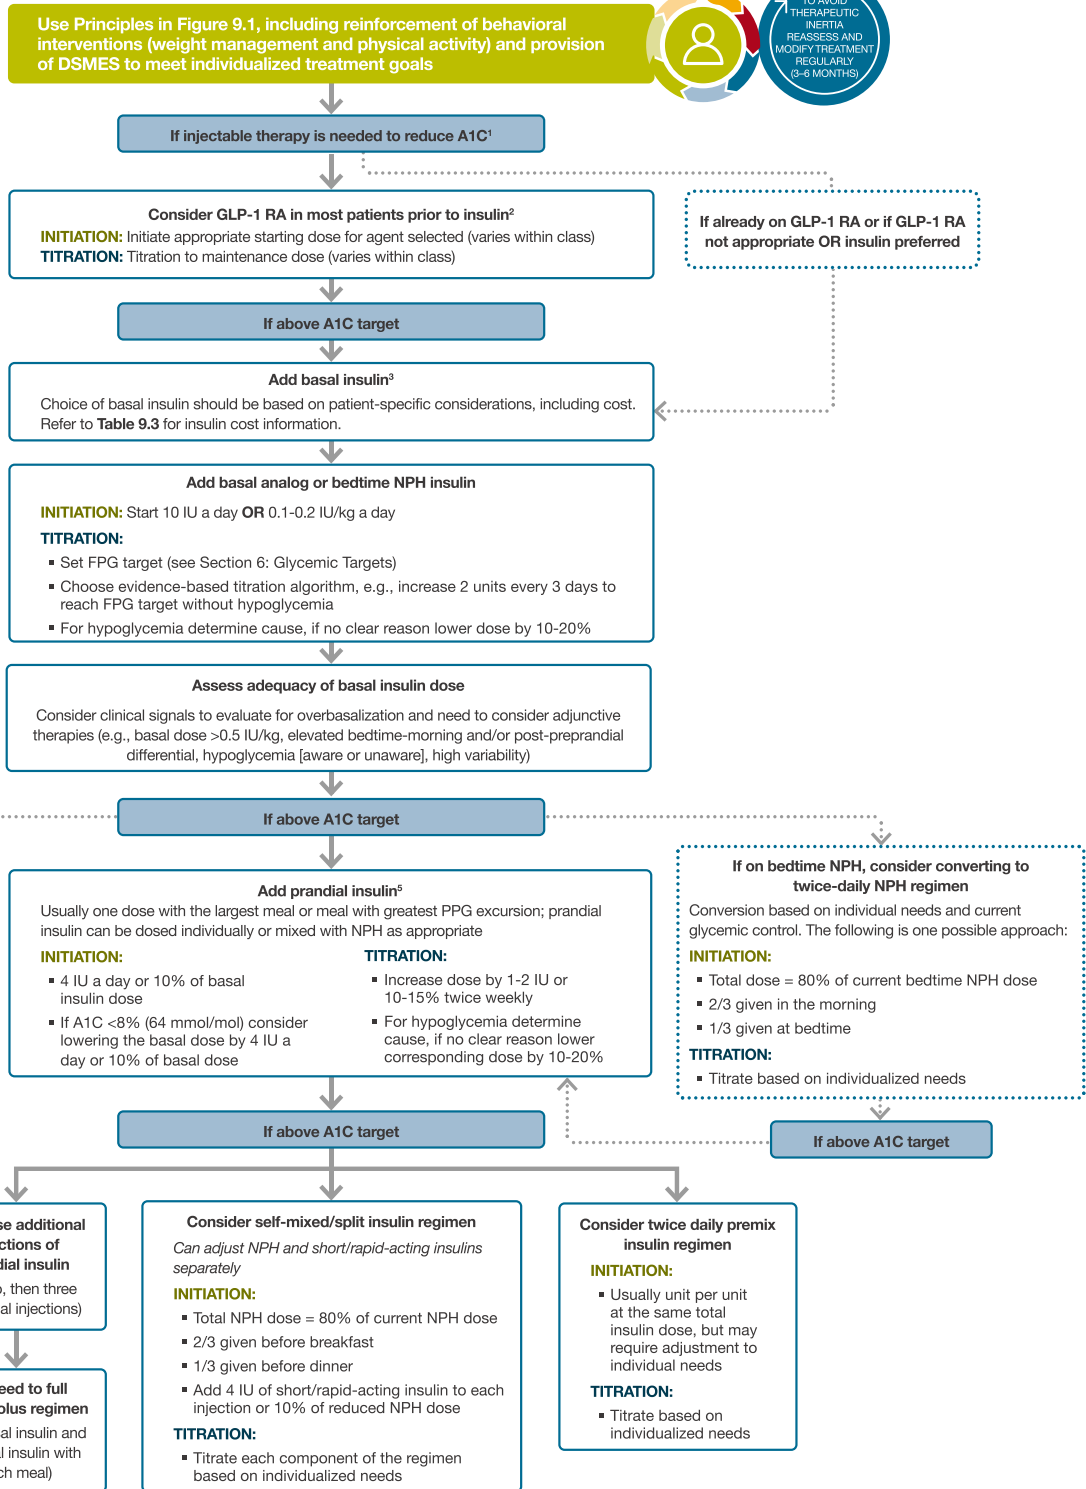 Use Principles in Figure 9.1, including reinforcement of behavioral
interventions (weight management and physical activity) and provision
of DSMES to meet individualized treatment goals
TO AVOID
THERAPEUTIC
INERTIA
REASSESS AND
MODIFY TREATMENT
REGULARLY
(3–6 MONTHS)
If injectable therapy is needed to reduce A1C¹
Consider GLP-1 RA in most patients prior to insulin²
INITIATION: Initiate appropriate starting dose for agent selected (varies within class)
TITRATION: Titration to maintenance dose (varies within class)
If already on GLP-1 RA or if GLP-1 RA
not appropriate OR insulin preferred
If above A1C target
Add basal insulin³
Choice of basal insulin should be based on patient-specific considerations, including cost.
Refer to Table 9.3 for insulin cost information.
Add basal analog or bedtime NPH insulin
INITIATION: Start 10 IU a day OR 0.1-0.2 IU/kg a day
TITRATION:
▪ Set FPG target (see Section 6: Glycemic Targets)
▪ Choose evidence-based titration algorithm, e.g., increase 2 units every 3 days to
reach FPG target without hypoglycemia
▪ For hypoglycemia determine cause, if no clear reason lower dose by 10-20%
Assess adequacy of basal insulin dose
Consider clinical signals to evaluate for overbasalization and need to consider adjunctive
therapies (e.g., basal dose >0.5 IU/kg, elevated bedtime-morning and/or post-preprandial
differential, hypoglycemia [aware or unaware], high variability)
If above A1C target
Add prandial insulin⁵
Usually one dose with the largest meal or meal with greatest PPG excursion; prandial
insulin can be dosed individually or mixed with NPH as appropriate
INITIATION:
▪ 4 IU a day or 10% of basal
insulin dose
▪ If A1C <8% (64 mmol/mol) consider
lowering the basal dose by 4 IU a
day or 10% of basal dose
TITRATION:
▪ Increase dose by 1-2 IU or
10-15% twice weekly
▪ For hypoglycemia determine
cause, if no clear reason lower
corresponding dose by 10-20%
If on bedtime NPH, consider converting to
twice-daily NPH regimen
Conversion based on individual needs and current
glycemic control. The following is one possible approach:
INITIATION:
▪ Total dose = 80% of current bedtime NPH dose
▪ 2/3 given in the morning
▪ 1/3 given at bedtime
TITRATION:
▪ Titrate based on individualized needs
If above A1C target
If above A1C target
additional
of
insulin
, then three
injections)
to full
regimen
insulin and
insulin with
meal)
Consider self-mixed/split insulin regimen
Can adjust NPH and short/rapid-acting insulins
separately
INITIATION:
▪ Total NPH dose = 80% of current NPH dose
▪ 2/3 given before breakfast
▪ 1/3 given before dinner
▪ Add 4 IU of short/rapid-acting insulin to each
injection or 10% of reduced NPH dose
TITRATION:
▪ Titrate each component of the regimen
based on individualized needs
Consider twice daily premix
insulin regimen
INITIATION:
▪ Usually unit per unit
at the same total
insulin dose, but may
require adjustment to
individual needs
TITRATION:
▪ Titrate based on
individualized needs